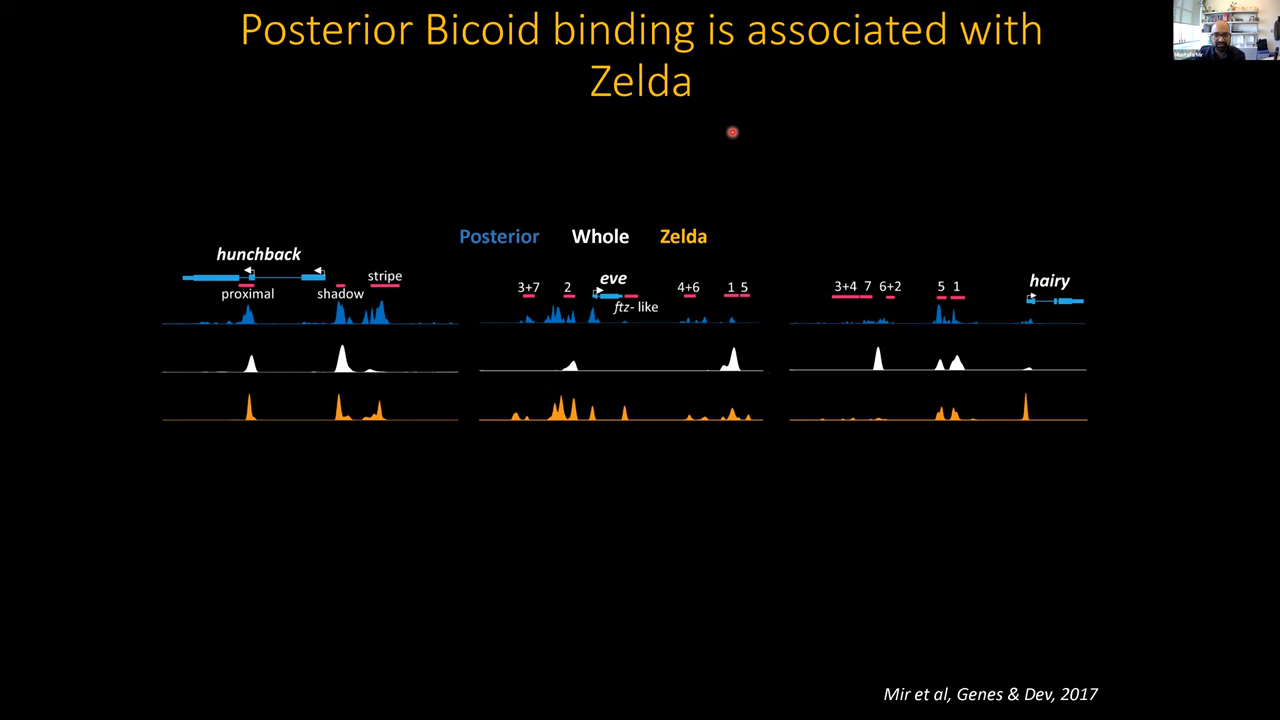 Posterior Bicoid binding is associated with
Zelda
Posterior Whole Zelda
hunchback
proximal
shadow
stripe
3+7
2
eve
ftz- like
4+6
1 5
3+4 7 6+2
5 1
hairy
Mir et al, Genes & Dev, 2017